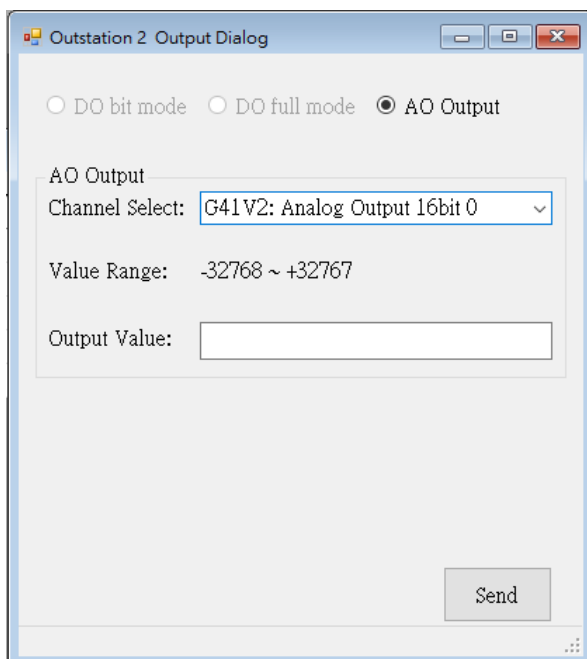 Outstation 2 Output Dialog
DO bit mode DO full mode AO Output
AO Output
Channel Select: G41V2: Analog Output 16bit 0
Value Range: -32768 ~ +32767
Output Value:
Send